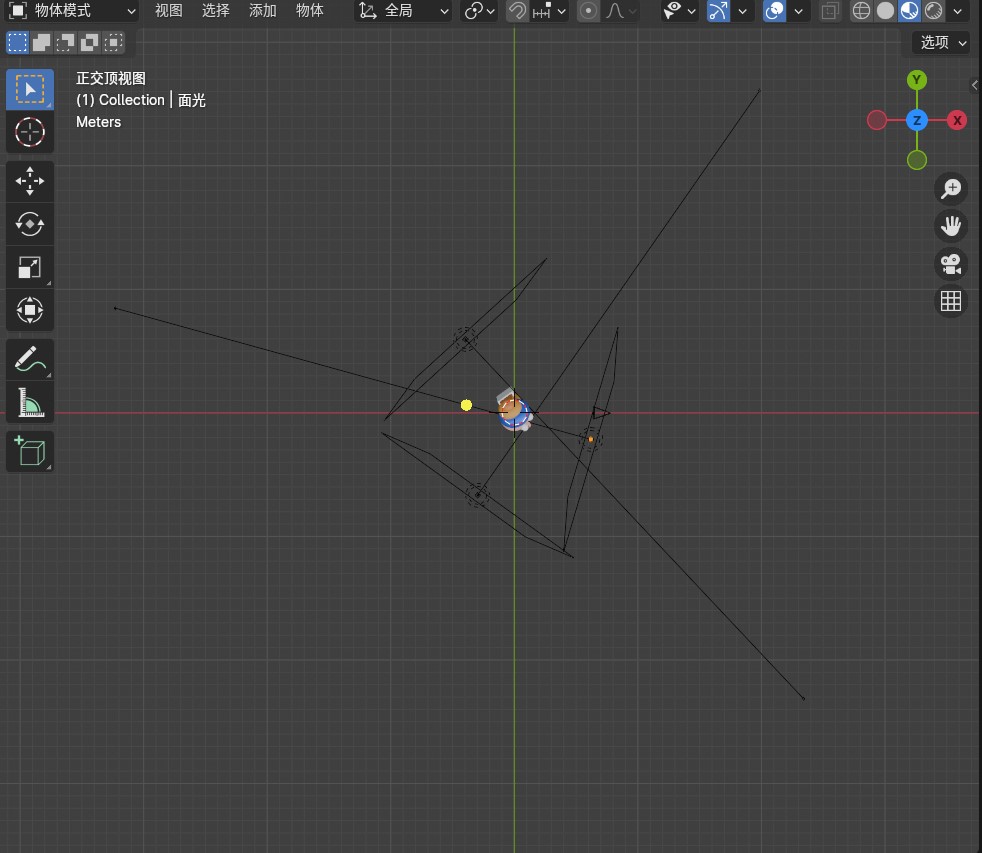 物体模式 视图 选择 添加 物体 全局
选项
正交顶视图
(1) Collection | 面光
Meters
Y
Z
X